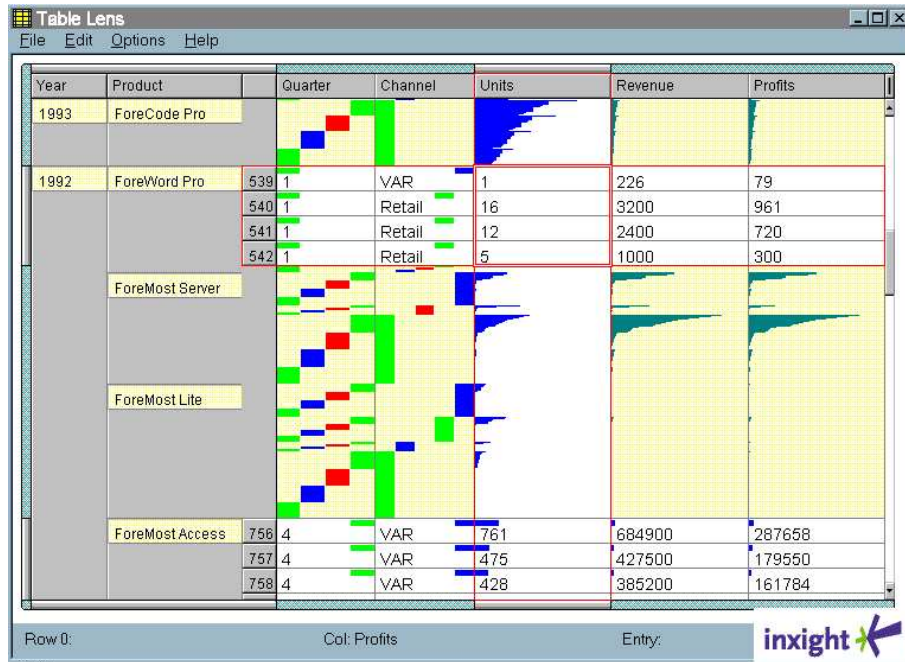 Table Lens
File Edit Options Help
Year Product Quarter Channel Units Revenue Profits
1993 ForeCode Pro
1992 ForeWord Pro 539 1 VAR 1 226 79
540 1 Retail 16 3200 961
541 1 Retail 12 2400 720
542 1 Retail 5 1000 300
ForeMost Server
ForeMost Lite
ForeMost Access 756 4 VAR 761 684900 287658
757 4 VAR 475 427500 179550
758 4 VAR 428 385200 161784
Row 0: Col: Profits Entry:
inxight